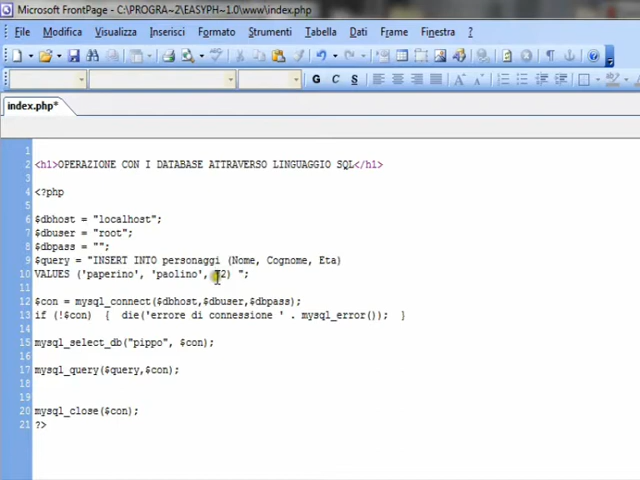 Microsoft FrontPage - C:\PROGRA~2\EASYPH~1.0\www\index.php
File Modifica Visualizza Inserisci Formato Strumenti Tabella Dati Frame Finestra ?
G C S
index.php*
1
2 <h1>OPERAZIONE CON I DATABASE ATTRAVERSO LINGUAGGIO SQL</h1>
3
4 <?php
5
6 $dbhost = "localhost";
7 $dbuser = "root";
8 $dbpass = "";
9 $query = "INSERT INTO personaggi (Nome, Cognome, Eta)
10 VALUES ('paperino', 'paolino', 2) ";
11
12 $con = mysql_connect($dbhost,$dbuser,$dbpass);
13 if (!$con) { die('errore di connessione ' . mysql_error()); }
14
15 mysql_select_db("pippo", $con);
16
17 mysql_query($query,$con);
18
19
20 mysql_close($con);
21 ?>